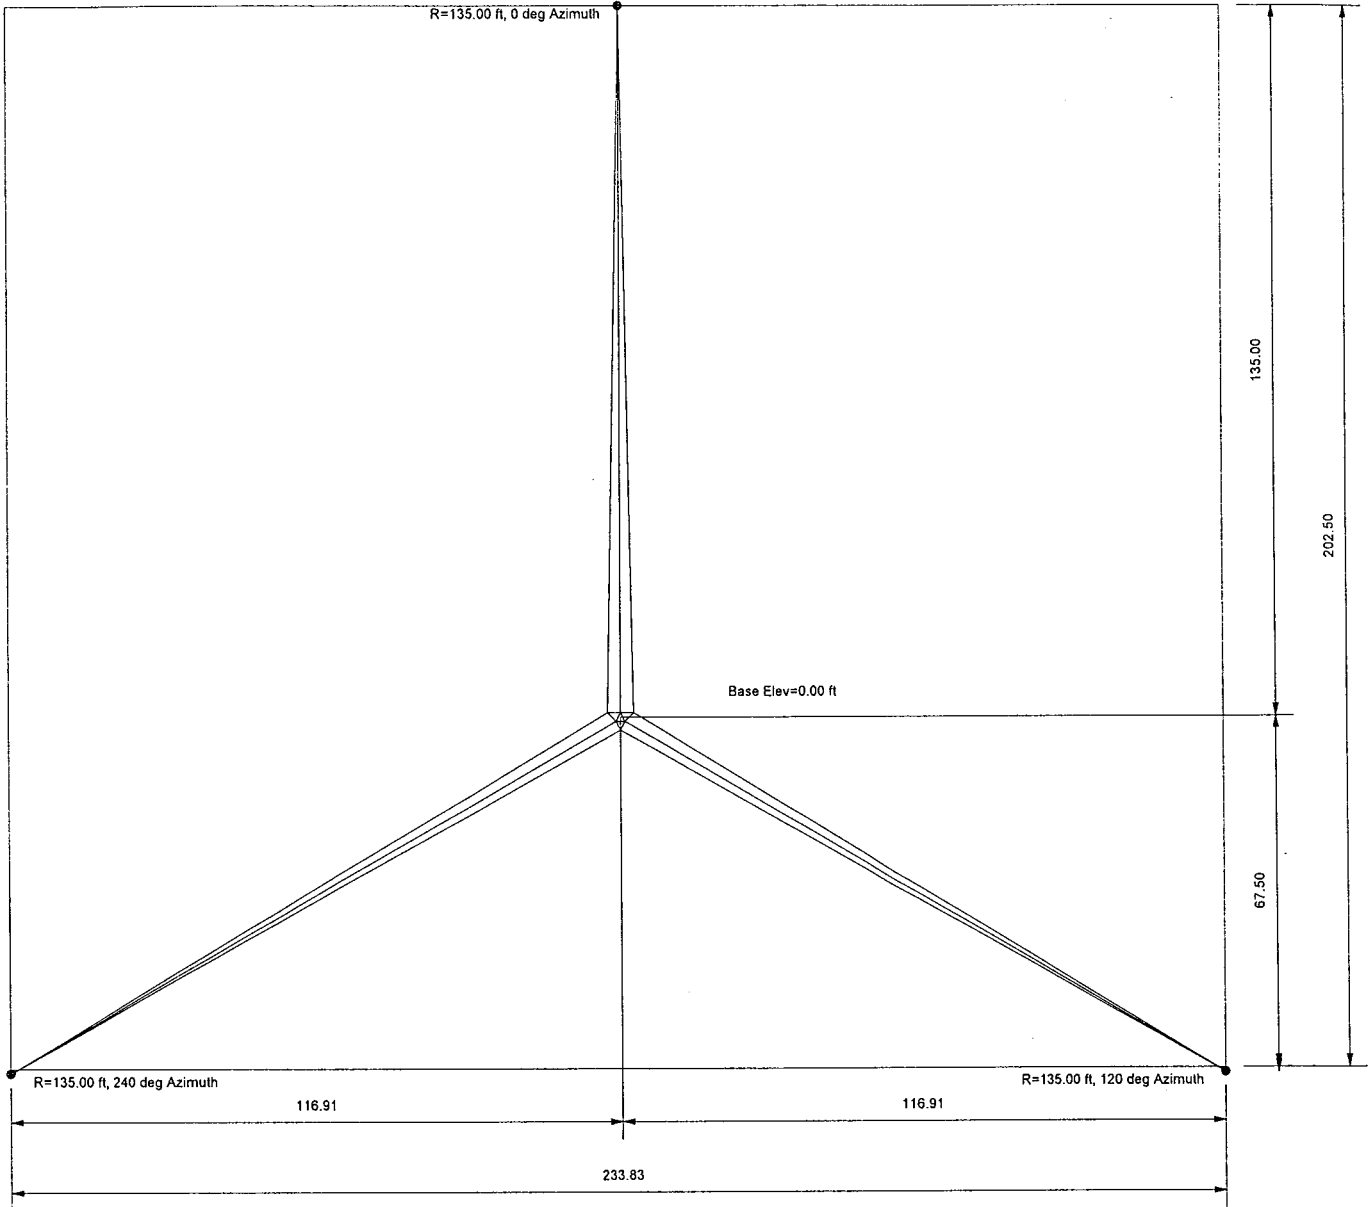 R=135.00 ft, 0 deg Azimuth
135.00
202.50
Base Elev=0.00 ft
67.50
R=135.00 ft, 240 deg Azimuth
R=135.00 ft, 120 deg Azimuth
116.91
116.91
233.83